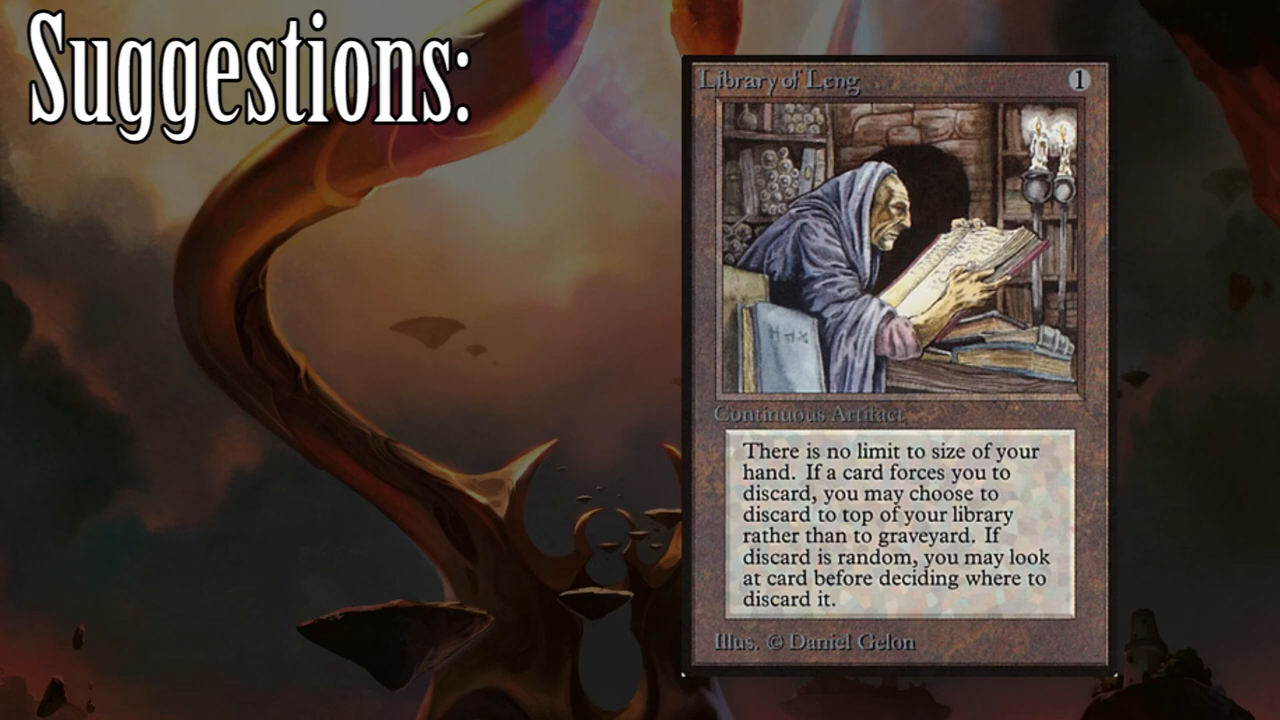 Suggestions:
Library of Leng 1
Continuous Artifact
There is no limit to size of your
hand. If a card forces you to
discard, you may choose to
discard to top of your library
rather than to graveyard. If
discard is random, you may look
at card before deciding where to
discard it.
Illus. © Daniel Gelon